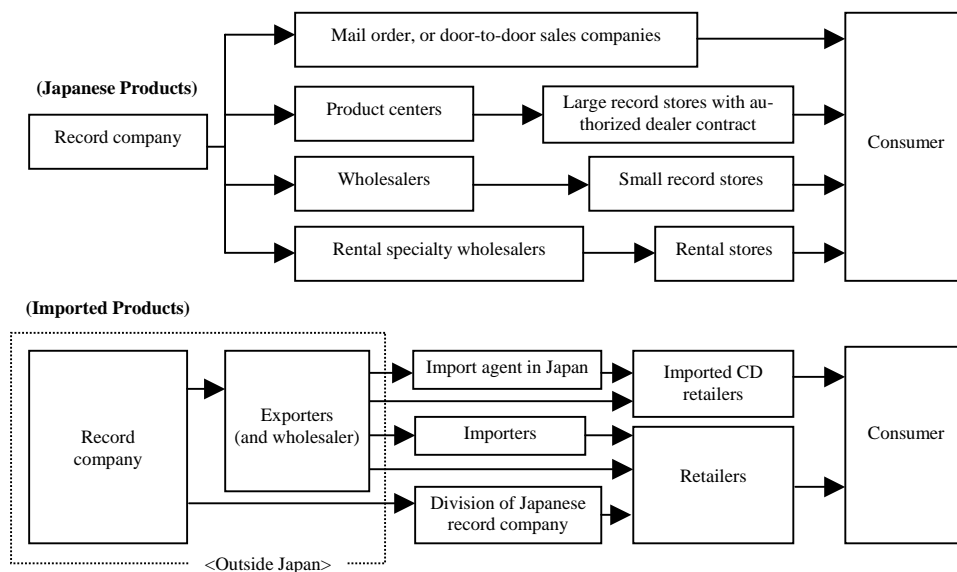 Mail order, or door-to-door sales companies
(Japanese Products)
Record company
Product centers
Large record stores with au-
thorized dealer contract
Consumer
Wholesalers
Small record stores
Rental specialty wholesalers
Rental stores
(Imported Products)
Record
company
Exporters
(and wholesaler)
Import agent in Japan
Imported CD
retailers
Importers
Retailers
Division of Japanese
record company
Consumer
<Outside Japan>